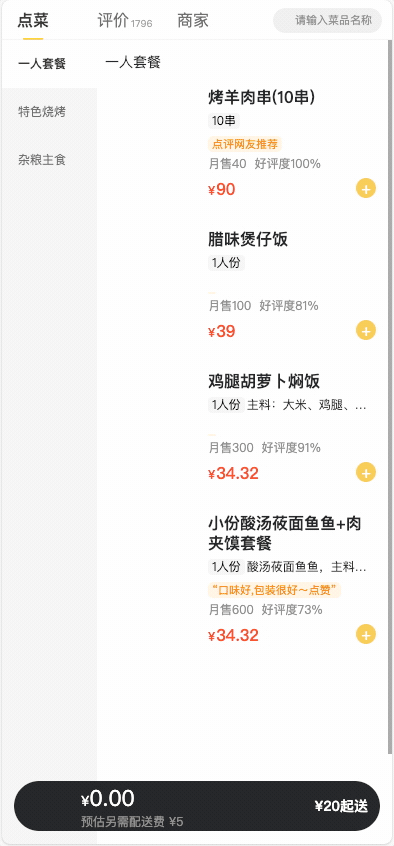 点菜 评价 1796 商家 请输入菜品名称
一人套餐
特色烧烤
杂粮主食
一人套餐
烤羊肉串(10串)
10串
点评网友推荐
月售40 好评度100%
¥90 +
腊味煲仔饭
1人份
月售100 好评度81%
¥39 +
鸡腿胡萝卜焖饭
1人份 主料：大米、鸡腿、...
月售300 好评度91%
¥34.32 +
小份酸汤莜面鱼鱼+肉
夹馍套餐
1人份 酸汤莜面鱼鱼，主料...
“口味好,包装很好～点赞”
月售600 好评度73%
¥34.32 +
¥0.00
预估另需配送费 ¥5
¥20起送